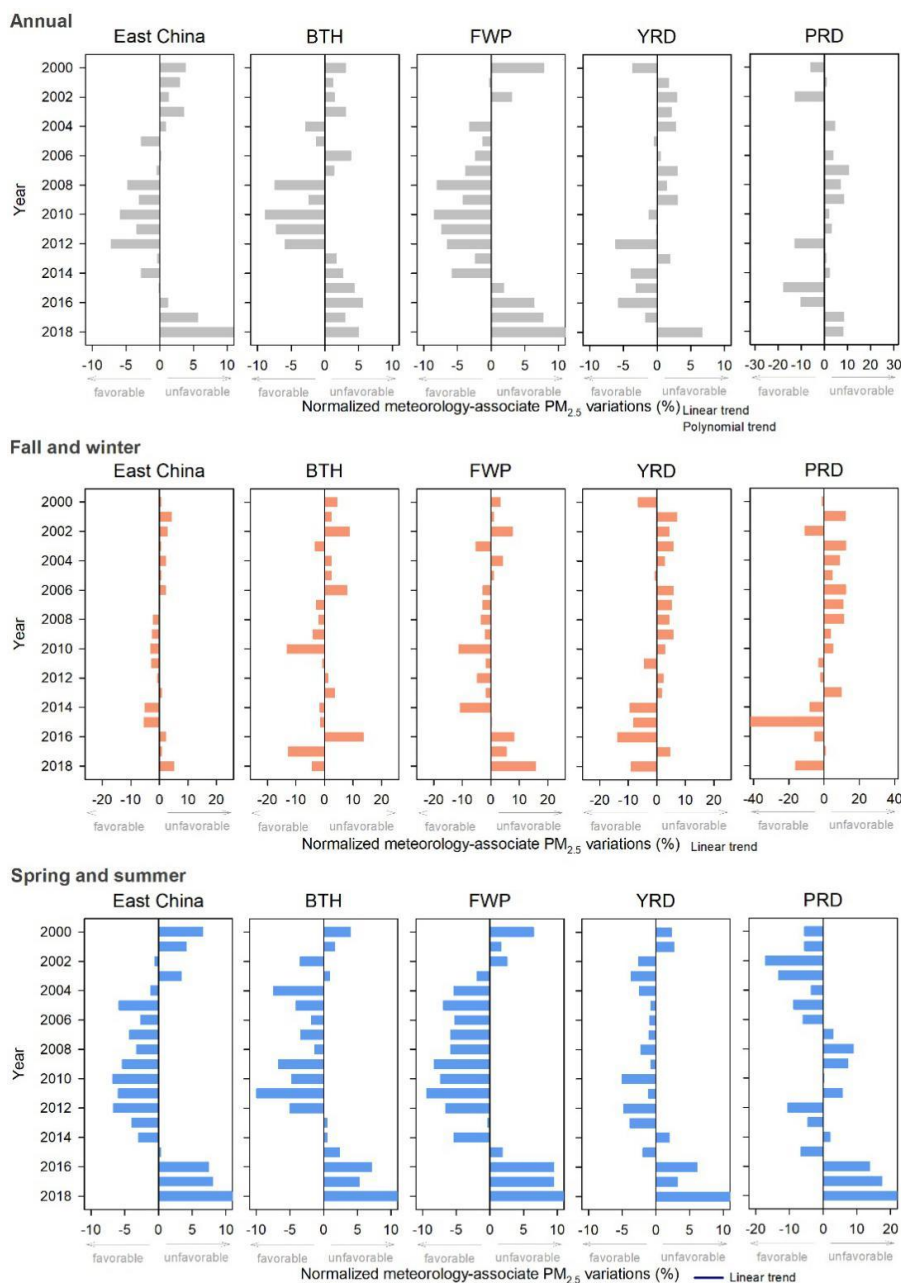 Annual
East China BTH FWP YRD PRD
Year
2000
2002
2004
2006
2008
2010
2012
2014
2016
2018
-10 -5 0 5 10 -10 -5 0 5 10 -10 -5 0 5 10 -10 -5 0 5 10 -30 -20 -10 0 10 20 30
favorable unfavorable favorable unfavorable favorable unfavorable favorable unfavorable favorable unfavorable
Normalized meteorology-associate PM2.5 variations (%) Linear trend
Polynomial trend
Fall and winter
East China BTH FWP YRD PRD
Year
2000
2002
2004
2006
2008
2010
2012
2014
2016
2018
-20 -10 0 10 20 -20 -10 0 10 20 -20 -10 0 10 20 -20 -10 0 10 20 -40 -20 0 20 40
favorable unfavorable favorable unfavorable favorable unfavorable favorable unfavorable favorable unfavorable
Normalized meteorology-associate PM2.5 variations (%) Linear trend
Spring and summer
East China BTH FWP YRD PRD
Year
2000
2002
2004
2006
2008
2010
2012
2014
2016
2018
-10 -5 0 5 10 -10 -5 0 5 10 -10 -5 0 5 10 -10 -5 0 5 10 -20 -10 0 10 20
favorable unfavorable favorable unfavorable favorable unfavorable favorable unfavorable favorable unfavorable
Normalized meteorology-associate PM2.5 variations (%) Linear trend